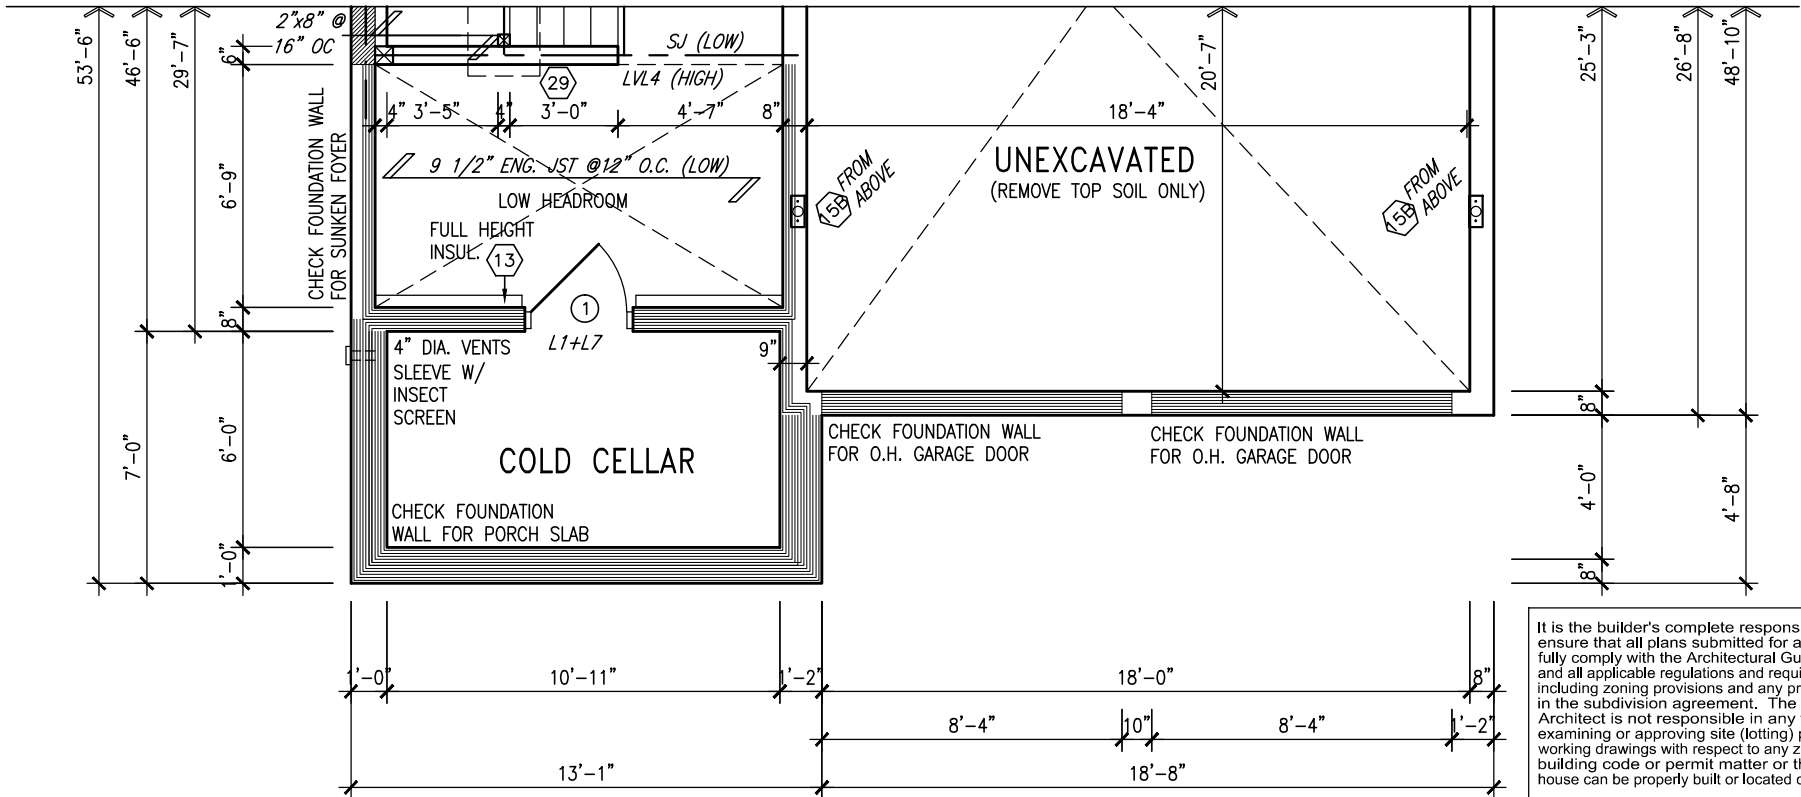 2”x8” @
16” OC
53’-6”
46’-6”
29’-7”
6”
6’-9”
8”
7’-0”
6’-0”
1’-0”
CHECK FOUNDATION WALL
FOR SUNKEN FOYER
SJ (LOW)
LVL4 (HIGH)
29
4”
3’-5”
4”
3’-0”
4’-7”
8”
18’-4”
9 1/2” ENG. JST @12” O.C. (LOW)
LOW HEADROOM
FULL HEIGHT
INSUL.
13
1
L1+L7
4” DIA. VENTS
SLEEVE W/
INSECT
SCREEN
9”
COLD CELLAR
CHECK FOUNDATION
WALL FOR PORCH SLAB
UNEXCAVATED
(REMOVE TOP SOIL ONLY)
20’-7”
15B
FROM
ABOVE
15B
FROM
ABOVE
CHECK FOUNDATION WALL
FOR O.H. GARAGE DOOR
CHECK FOUNDATION WALL
FOR O.H. GARAGE DOOR
25’-3”
26’-8”
48’-10”
8”
4’-0”
4’-8”
8”
1’-0”
10’-11”
1’-2”
18’-0”
8”
8’-4”
10”
8’-4”
1’-2”
13’-1”
18’-8”
It is the builder's complete respons
ensure that all plans submitted for a
fully comply with the Architectural Gu
and all applicable regulations and requi
including zoning provisions and any pr
in the subdivision agreement. The
Architect is not responsible in any
examining or approving site (lotting) p
working drawings with respect to any z
building code or permit matter or th
house can be properly built or located o